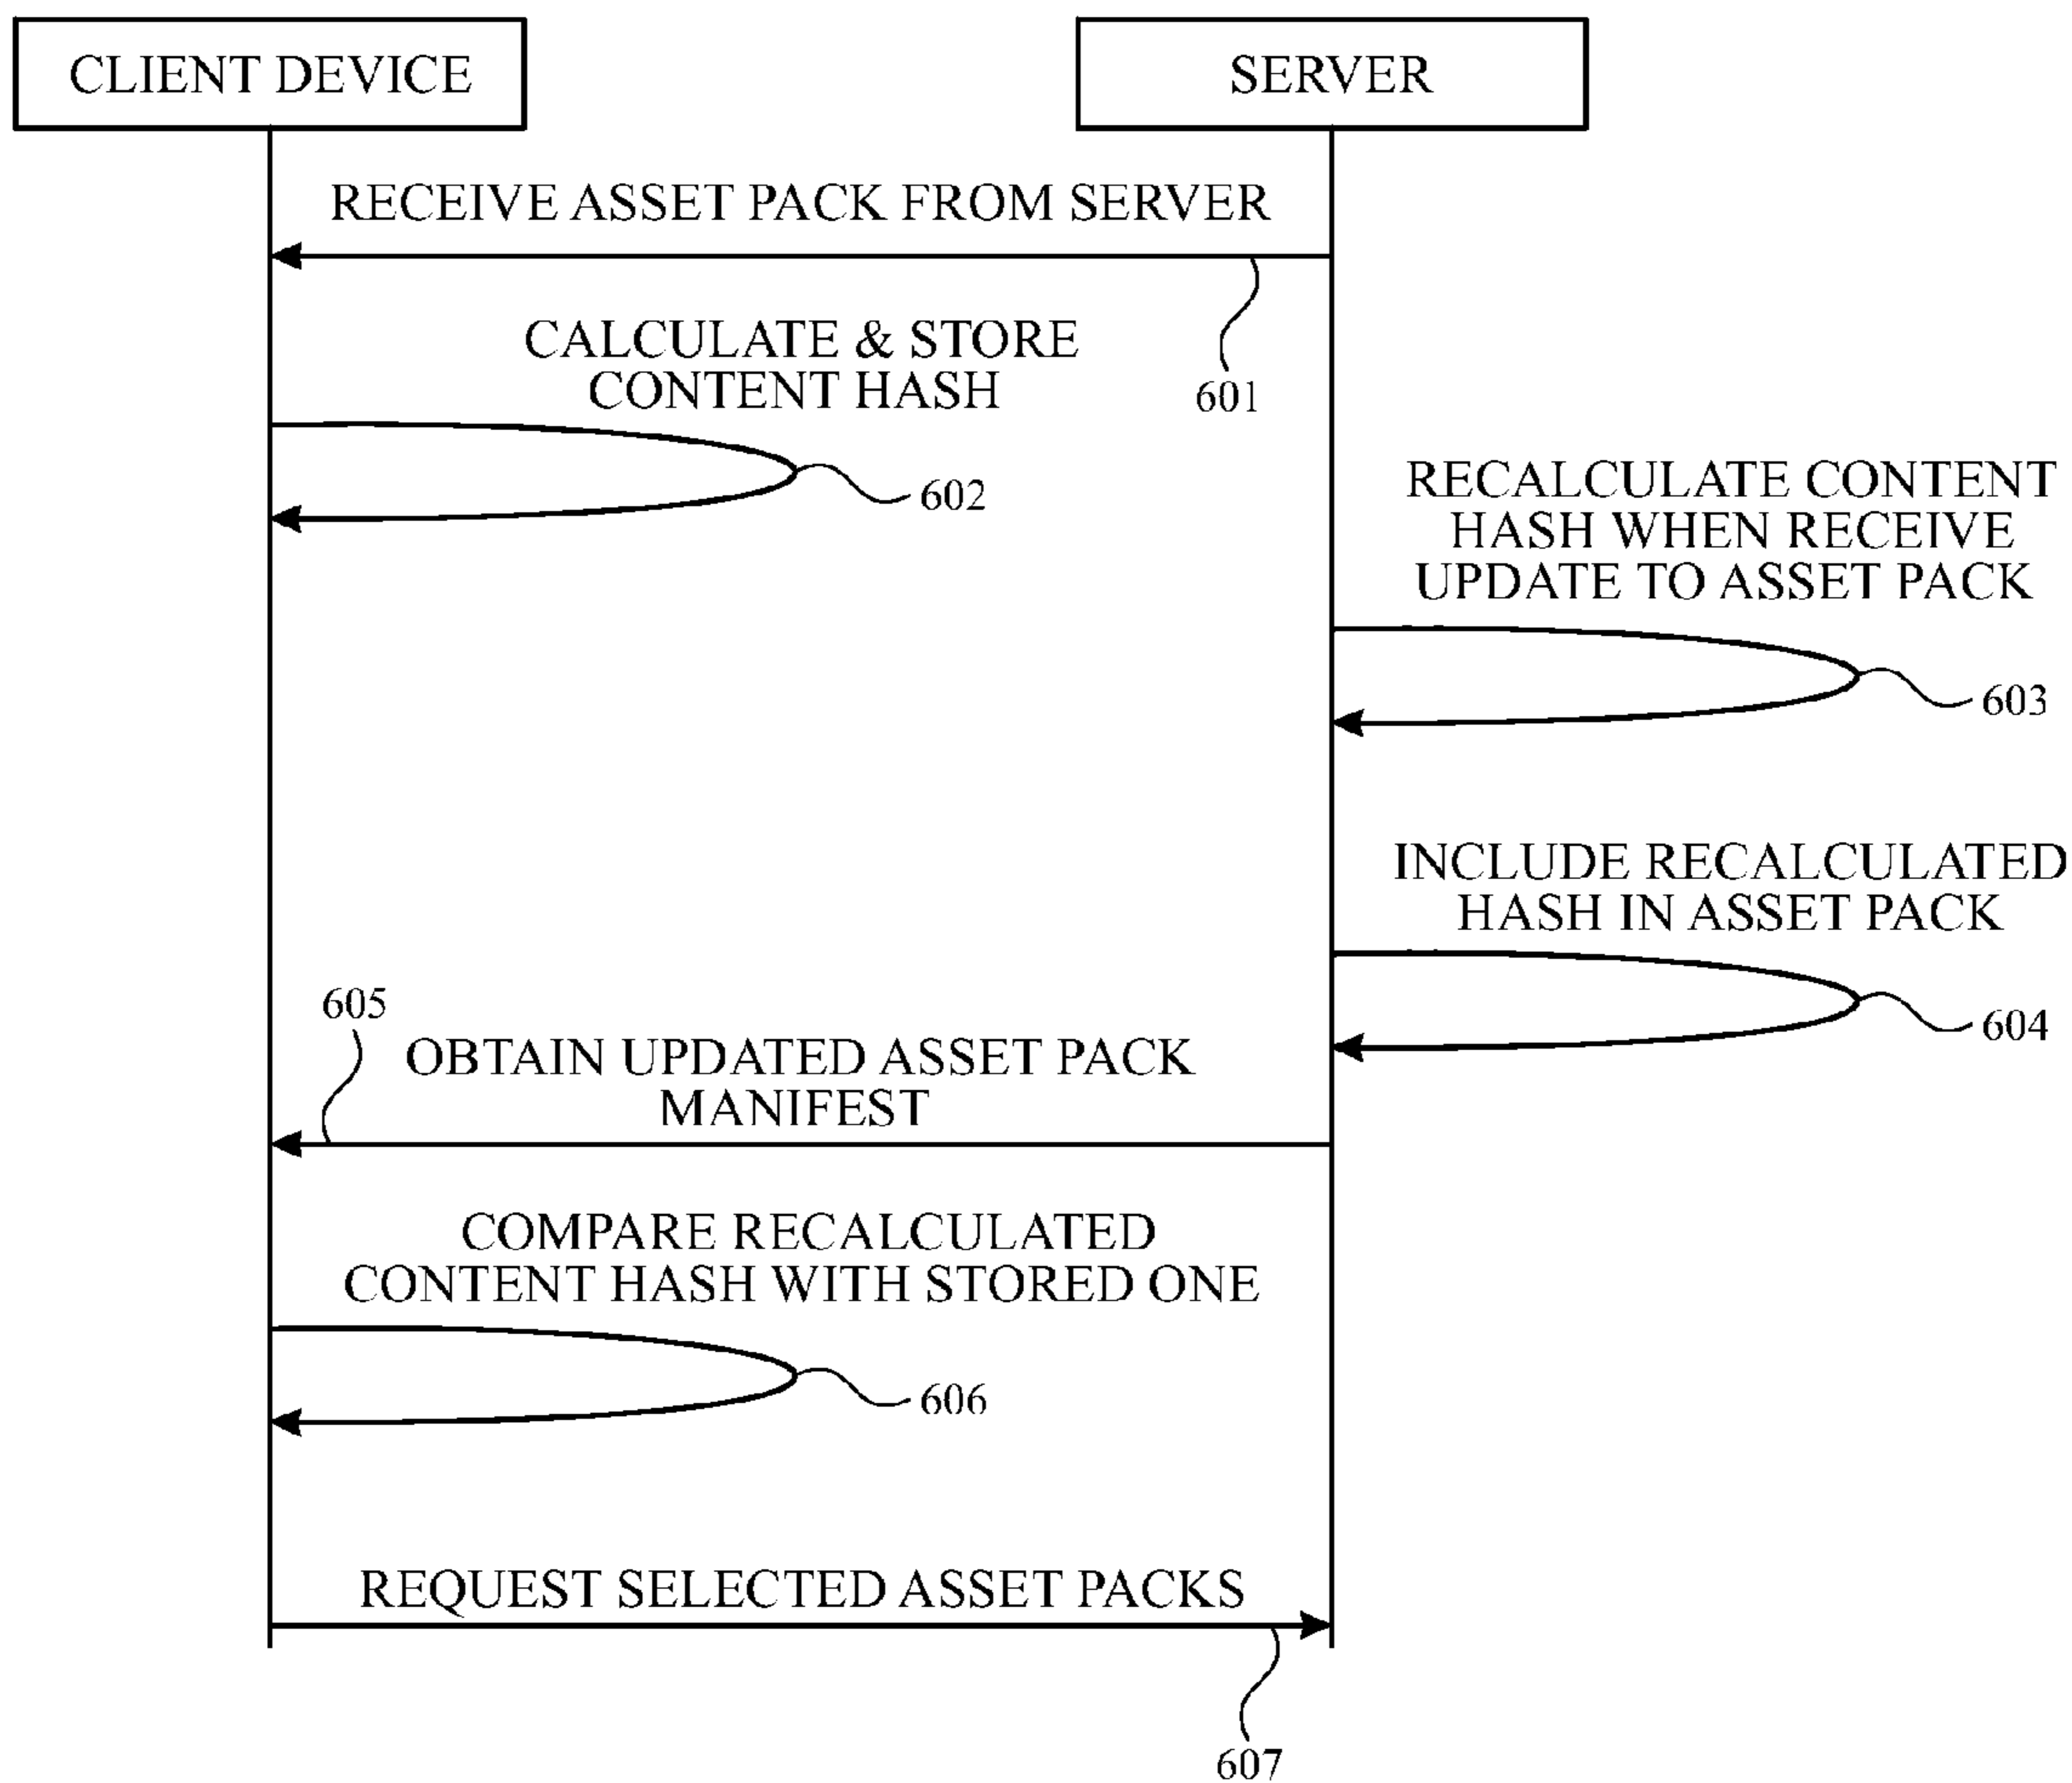 CLIENT DEVICE
SERVER
RECEIVE ASSET PACK FROM SERVER
601
CALCULATE & STORE
CONTENT HASH
602
RECALCULATE CONTENT
HASH WHEN RECEIVE
UPDATE TO ASSET PACK
603
INCLUDE RECALCULATED
HASH IN ASSET PACK
604
605
OBTAIN UPDATED ASSET PACK
MANIFEST
COMPARE RECALCULATED
CONTENT HASH WITH STORED ONE
606
REQUEST SELECTED ASSET PACKS
607